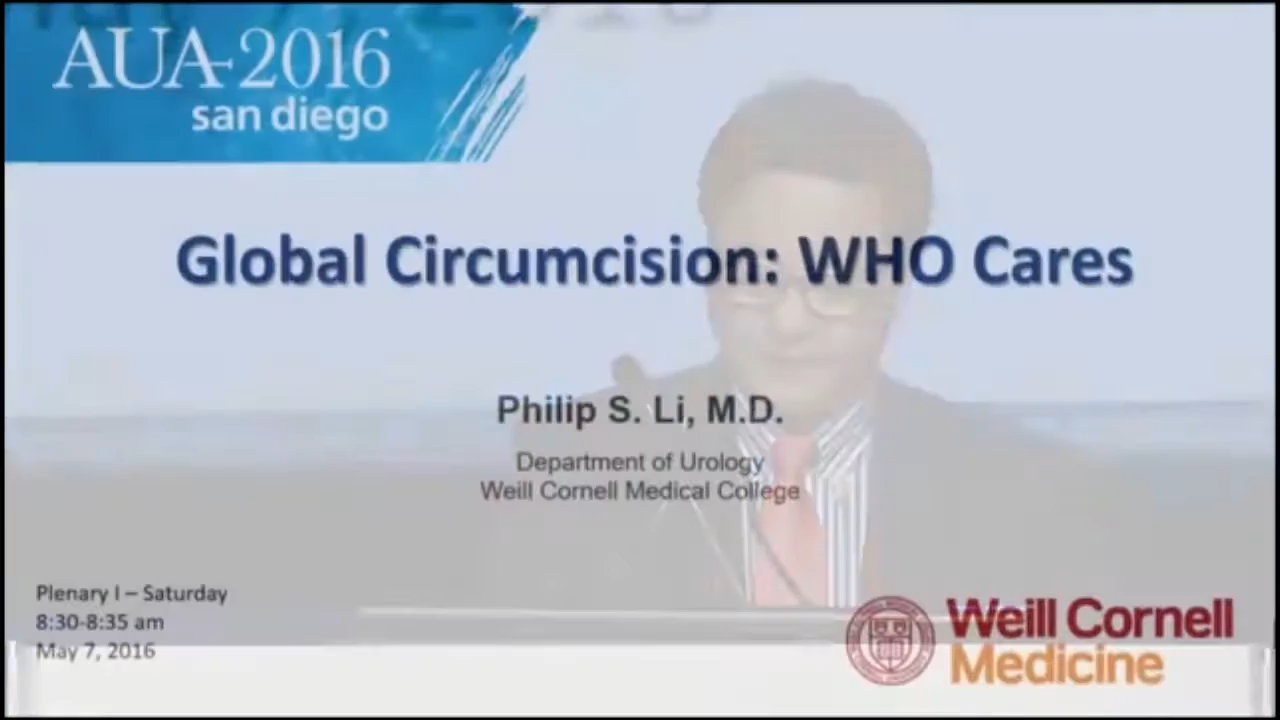 AUA-2016
san diego
Global Circumcision: WHO Cares
Philip S. Li, M.D.
Department of Urology
Weill Cornell Medical College
Plenary I – Saturday
8:30-8:35 am
May 7, 2016
Weill Cornell
Medicine